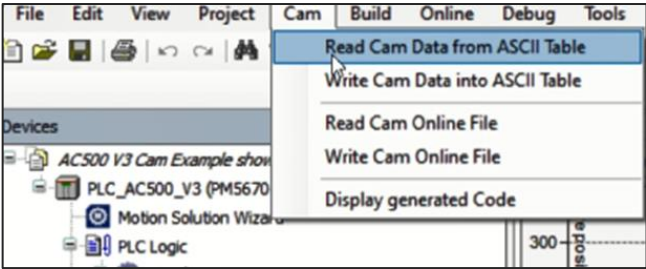 File Edit View Project Cam Build Online Debug Tools
Read Cam Data from ASCII Table
Write Cam Data into ASCII Table
Read Cam Online File
Write Cam Online File
Display generated Code
Devices
AC500 V3 Cam Example show
PLC_AC500_V3 (PM5670
Motion Solution Wizard
PLC Logic
300
e pos